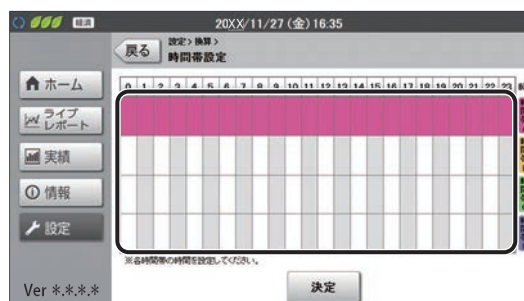 経済
20XX/11/27 (金) 16:35
戻る
設定 > 換算 >
時間帯設定
ホーム
ライブ
レポート
実績
情報
設定
Ver *.*.*.*
0 1 2 3 4 5 6 7 8 9 10 11 12 13 14 15 16 17 18 19 20 21 22 23
※各時間帯の時間を設定してください。
決定